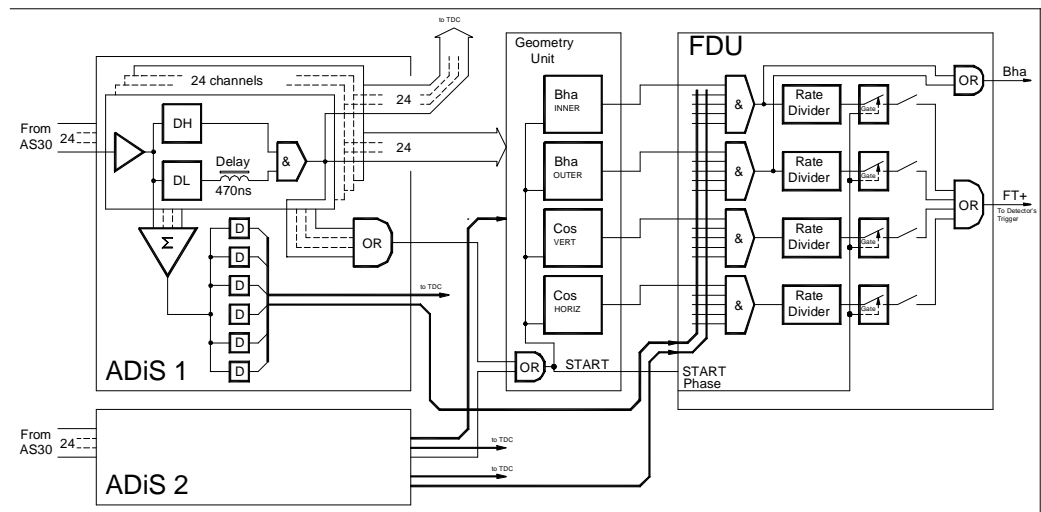 to TDC
24 channels
24
From
AS30
24
DH
DL
Delay
470ns
&
24
Σ
D
D
D
D
D
D
OR
to TDC
ADiS 1
From
AS30
24
ADiS 2
to TDC
to TDC
Geometry
Unit
Bha
INNER
Bha
OUTER
Cos
VERT
Cos
HORIZ
OR
START
FDU
&
Rate
Divider
Gate
&
Rate
Divider
Gate
&
Rate
Divider
Gate
&
Rate
Divider
Gate
START
Phase
OR
Bha
OR
FT+
To Detector's
Trigger